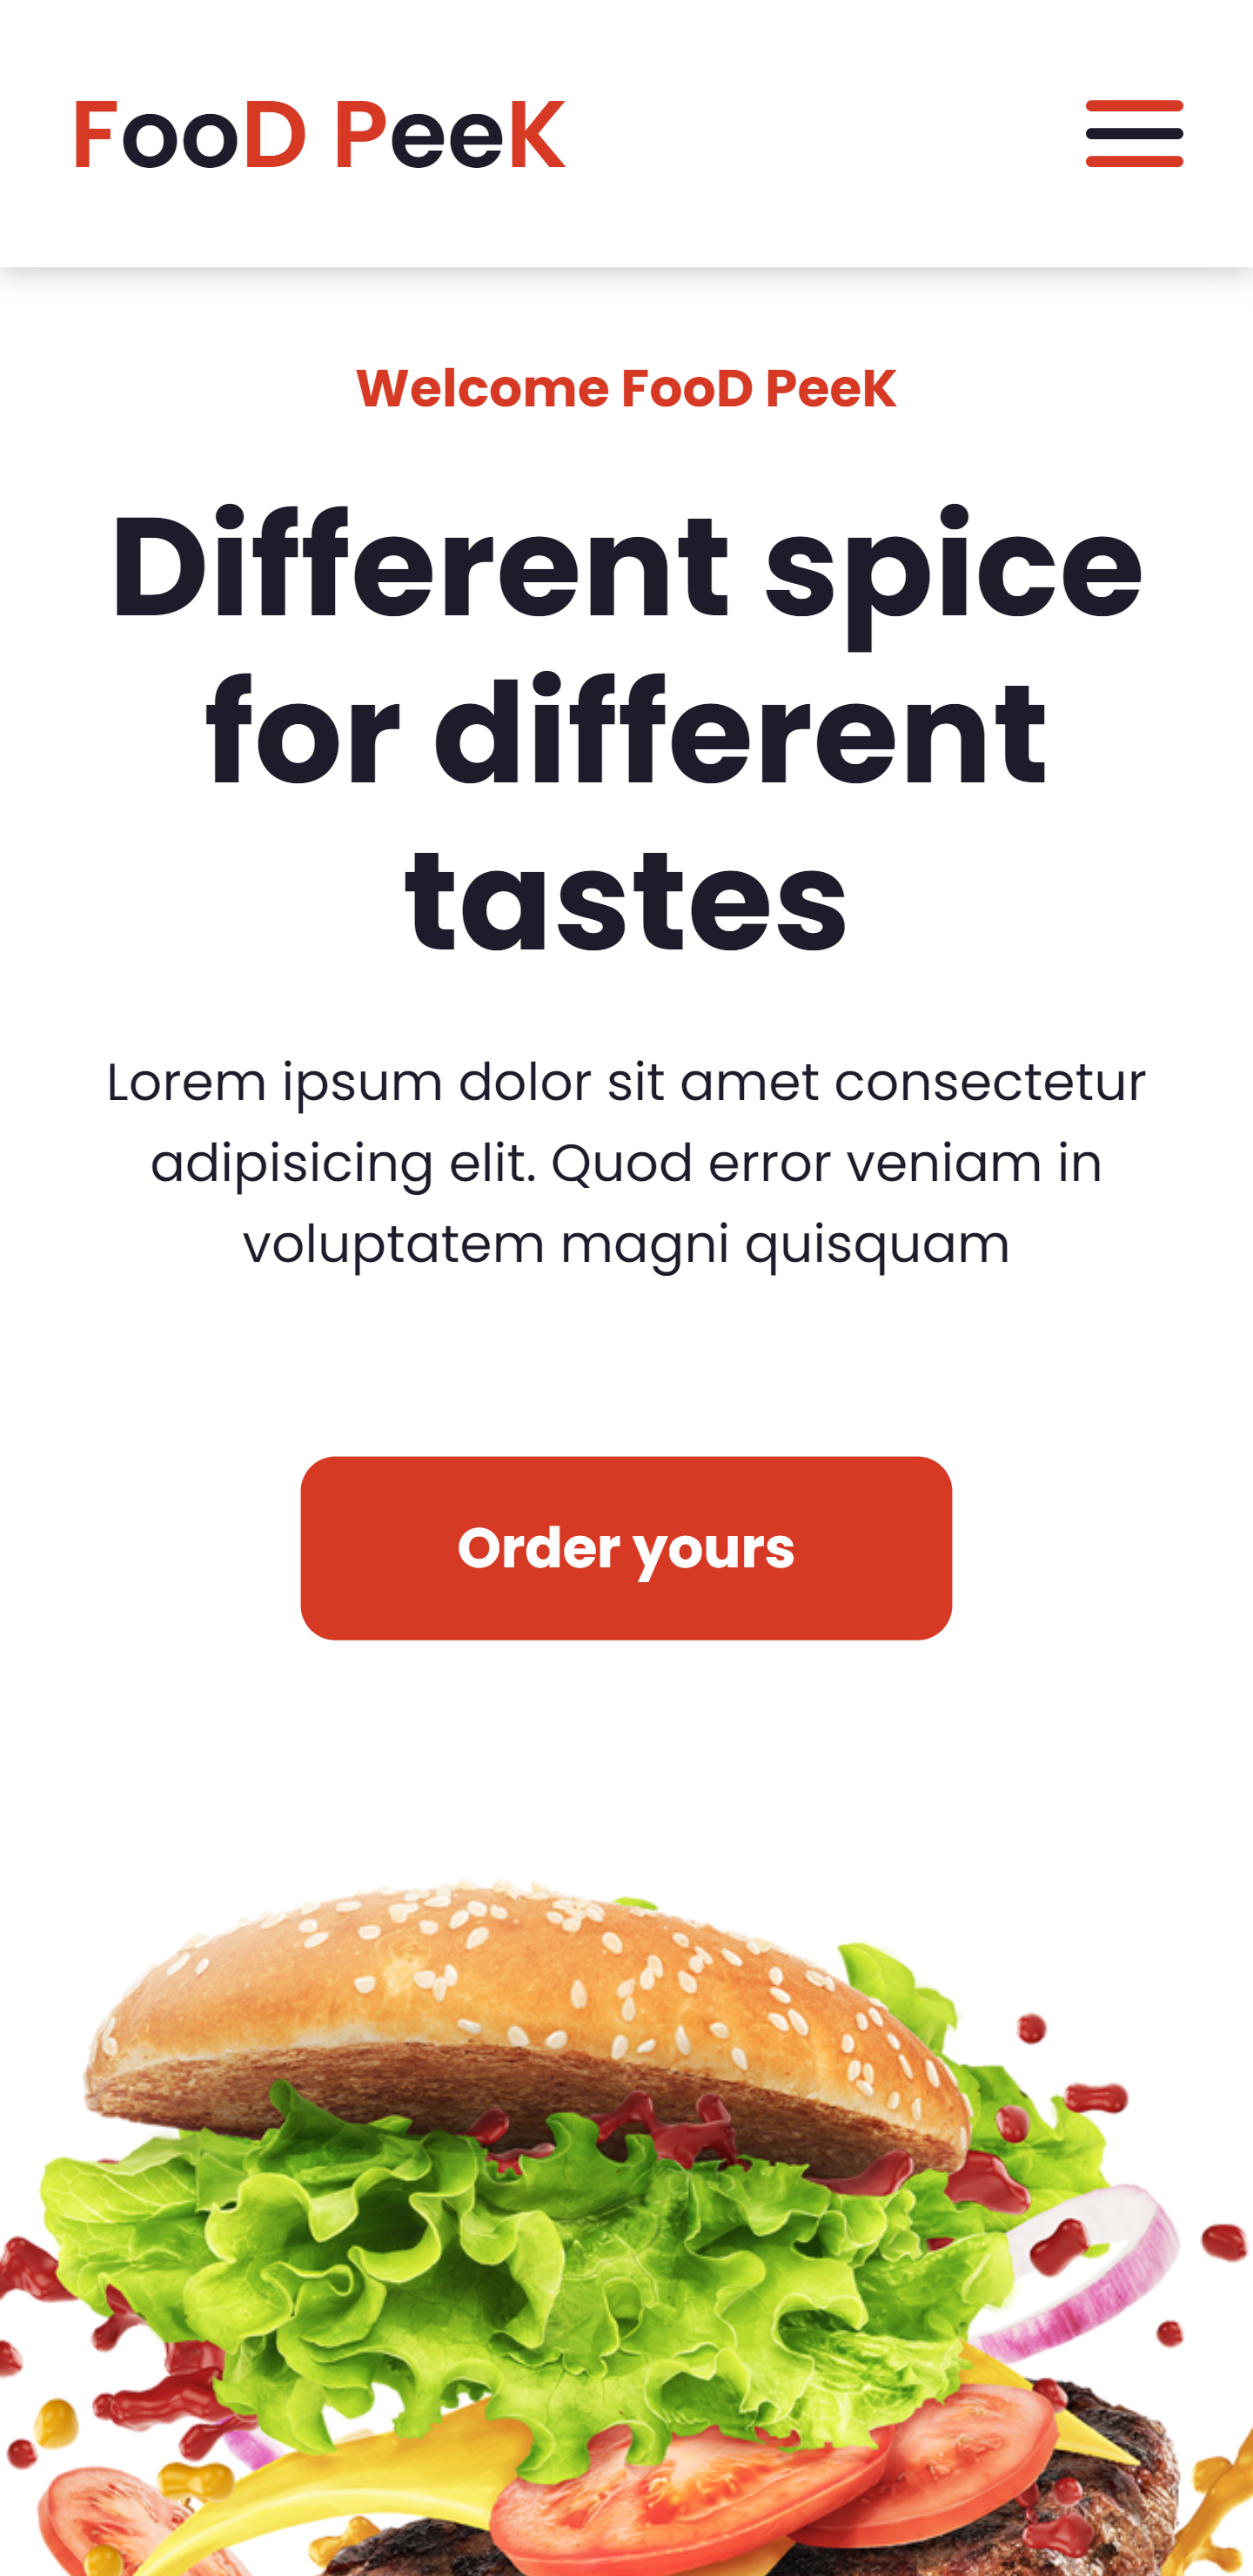 FooD PeeK
Welcome FooD PeeK
Different spice
for different
tastes
Lorem ipsum dolor sit amet consectetur
adipisicing elit. Quod error veniam in
voluptatem magni quisquam
Order yours